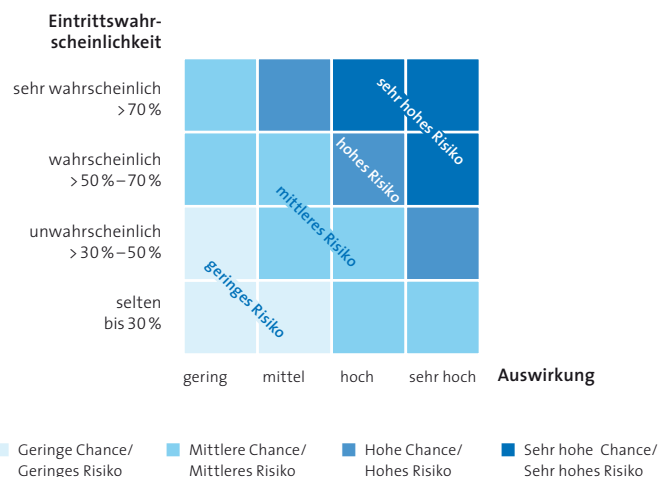 Eintrittswahr-
scheinlichkeit
sehr wahrscheinlich
>70 %
wahrscheinlich
>50 %–70 %
unwahrscheinlich
>30 %–50 %
selten
bis 30 %
sehr hohes Risiko
hohes Risiko
mittleres Risiko
geringes Risiko
gering mittel hoch sehr hoch Auswirkung
Geringe Chance/
Geringes Risiko
Mittlere Chance/
Mittleres Risiko
Hohe Chance/
Hohes Risiko
Sehr hohe Chance/
Sehr hohes Risiko